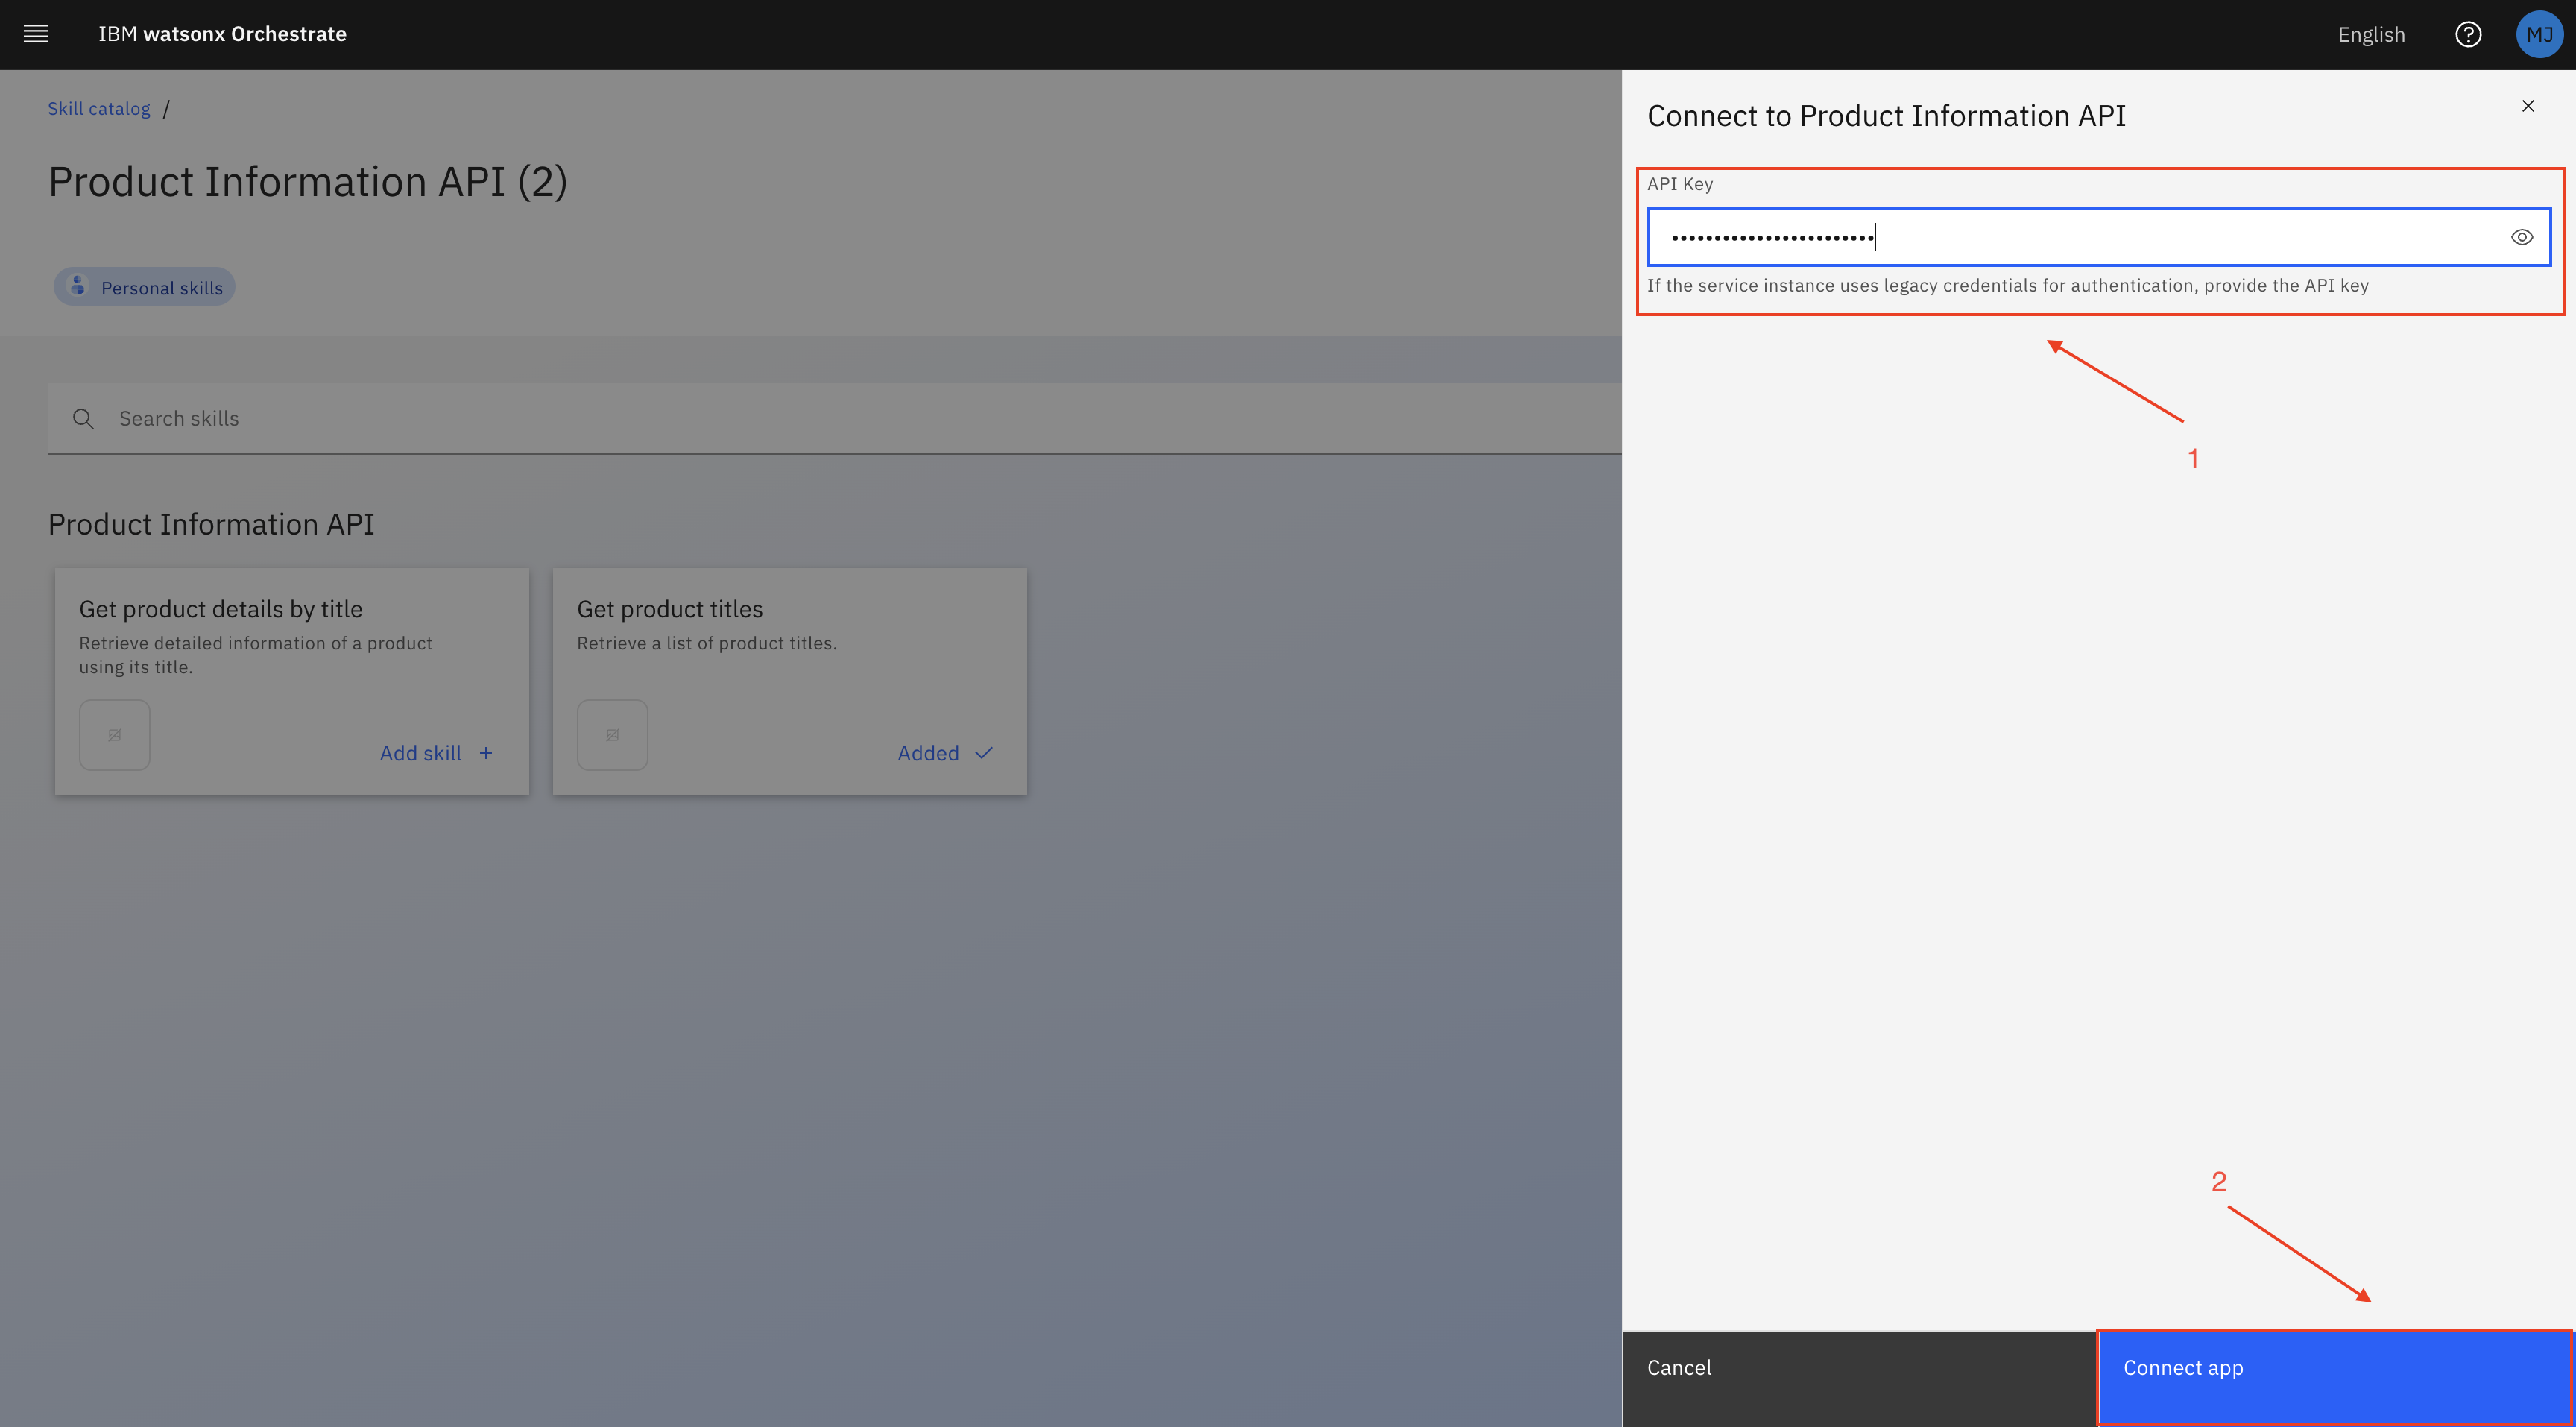 IBM watsonx Orchestrate
English
MJ
Skill catalog /
Product Information API (2)
Personal skills
Search skills
Product Information API
Get product details by title
Retrieve detailed information of a product
using its title.
Add skill +
Get product titles
Retrieve a list of product titles.
Added
Connect to Product Information API
API Key
••••••••••••••••••••••••
If the service instance uses legacy credentials for authentication, provide the API key
1
2
Cancel
Connect app